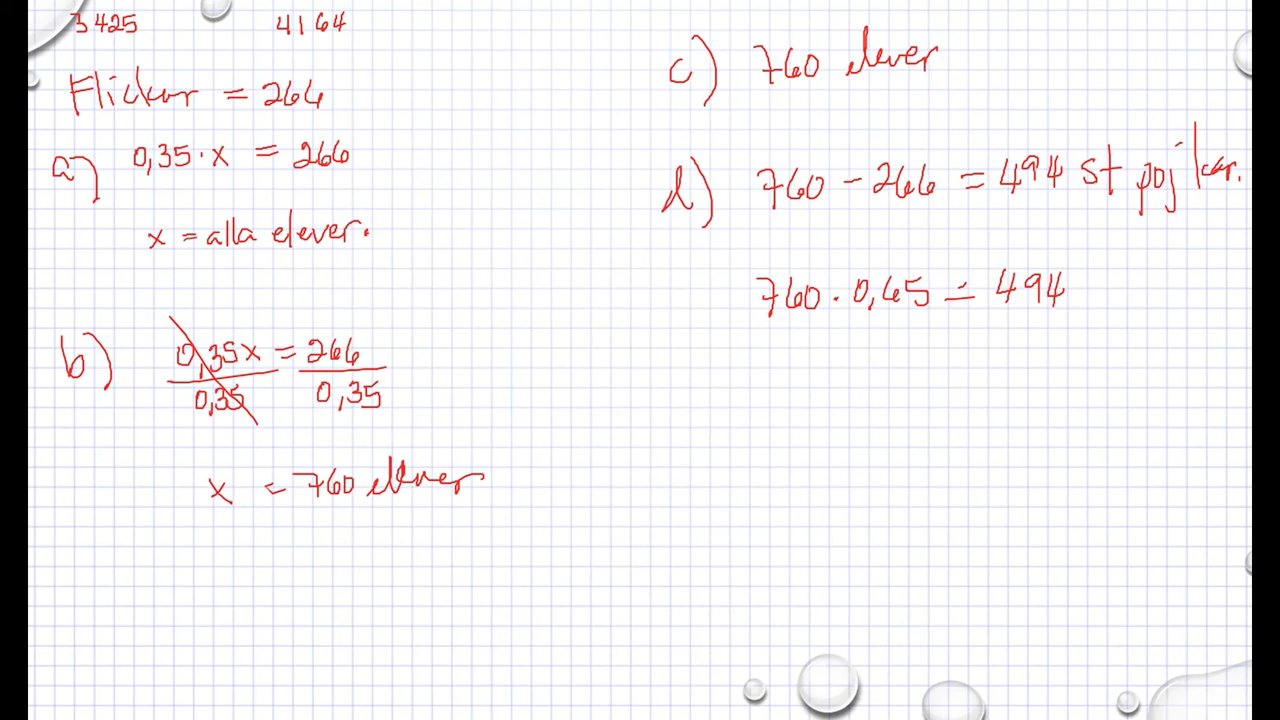 3425 4164
Flickor = 266
a) 0,35 · x = 266
x = alla elever.
b) 0,35x / 0,35 = 266 / 0,35
x = 760 elever
c) 760 elever
d) 760 - 266 = 494 st pojkar.
760 · 0,65 = 494